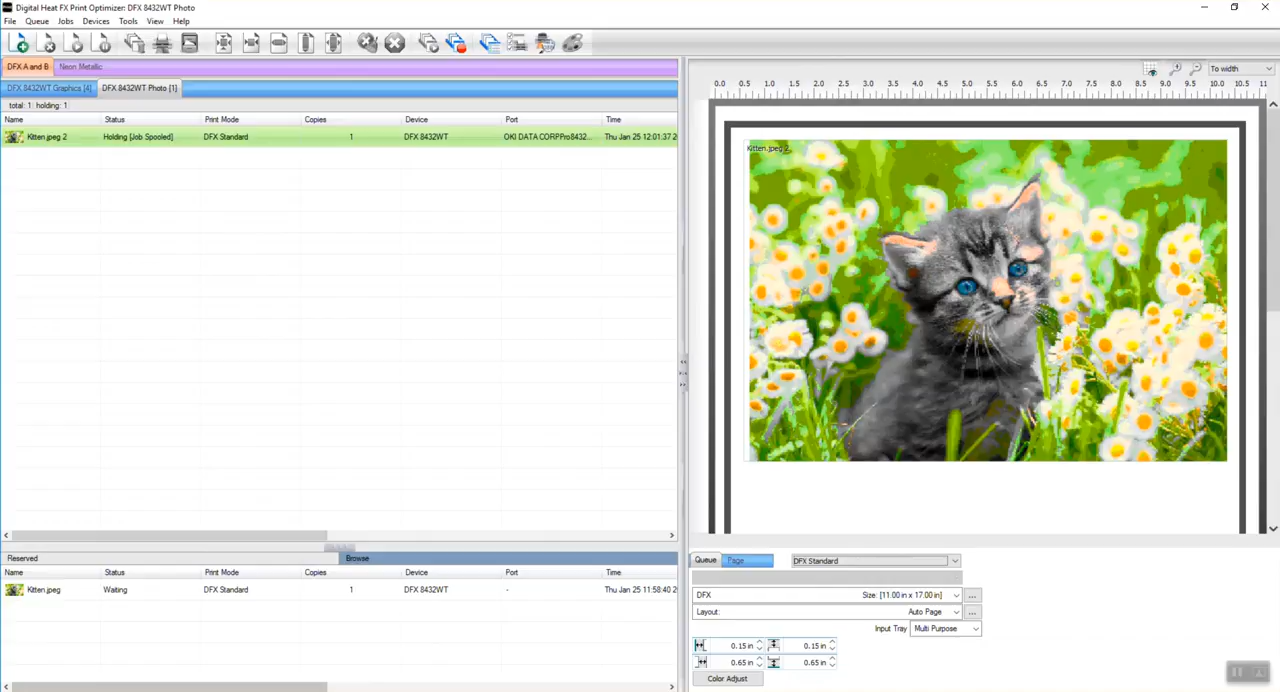 Digital Heat FX Print Optimizer: DFX 8432WT Photo
File Queue Jobs Devices Tools View Help
DFX A and B Neon Metallic
DFX 8432WT Graphics [4] DFX 8432WT Photo [1]
total: 1: holding: 1
Name Status Print Mode Copies Device Port Time
Kitten.jpeg 2 Holding [Job Spooled] DFX Standard 1 DFX 8432WT OKI DATA CORPPro8432... Thu Jan 25 12:01:37 2
Reserved Browse
Name Status Print Mode Copies Device Port Time
Kitten.jpeg Waiting DFX Standard 1 DFX 8432WT - Thu Jan 25 11:58:40 2
To width
0.0 0.5 1.0 1.5 2.0 2.5 3.0 3.5 4.0 4.5 5.0 5.5 6.0 6.5 7.0 7.5 8.0 8.5 9.0 9.5 10.0 10.5 11
Kitten.jpeg 2
Queue Page DFX Standard
DFX Size: [11.00 in x 17.00 in] ...
Layout: Auto Page ...
Input Tray Multi Purpose
0.15 in 0.15 in
0.65 in 0.65 in
Color Adjust